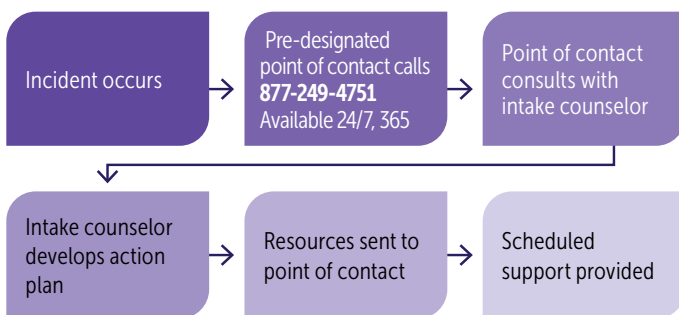 Incident occurs
Pre-designated
point of contact calls
877-249-4751
Available 24/7, 365
Point of contact
consults with
intake counselor
Intake counselor
develops action
plan
Resources sent to
point of contact
Scheduled
support provided